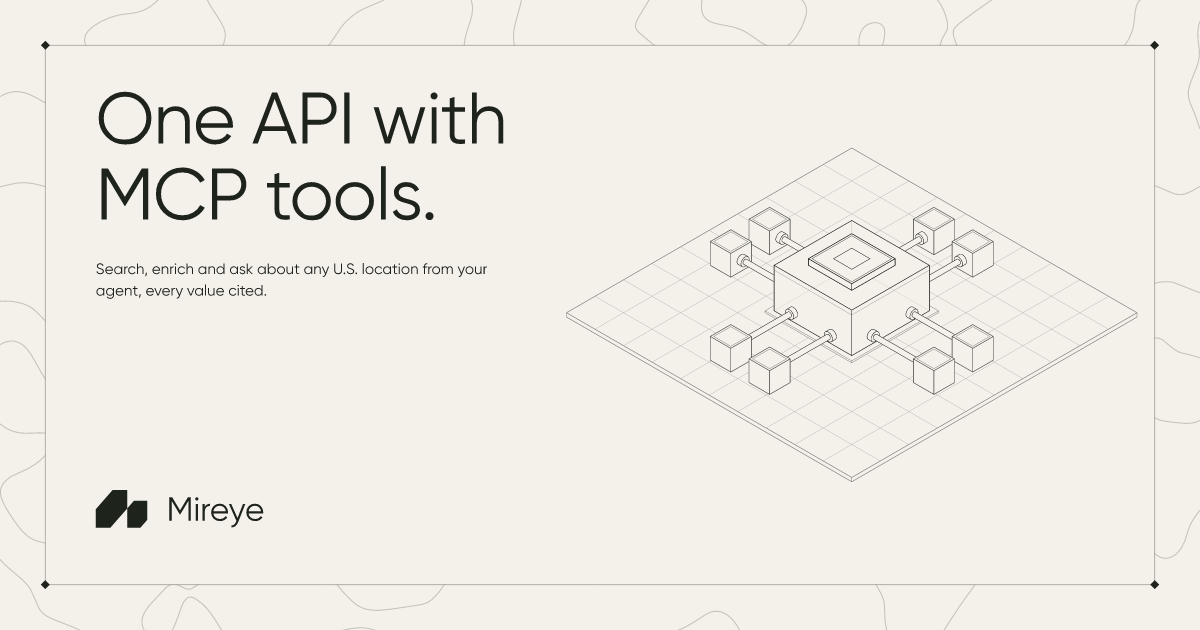 One API with
MCP tools.
Search, enrich and ask about any U.S. location from your
agent, every value cited.
Mireye